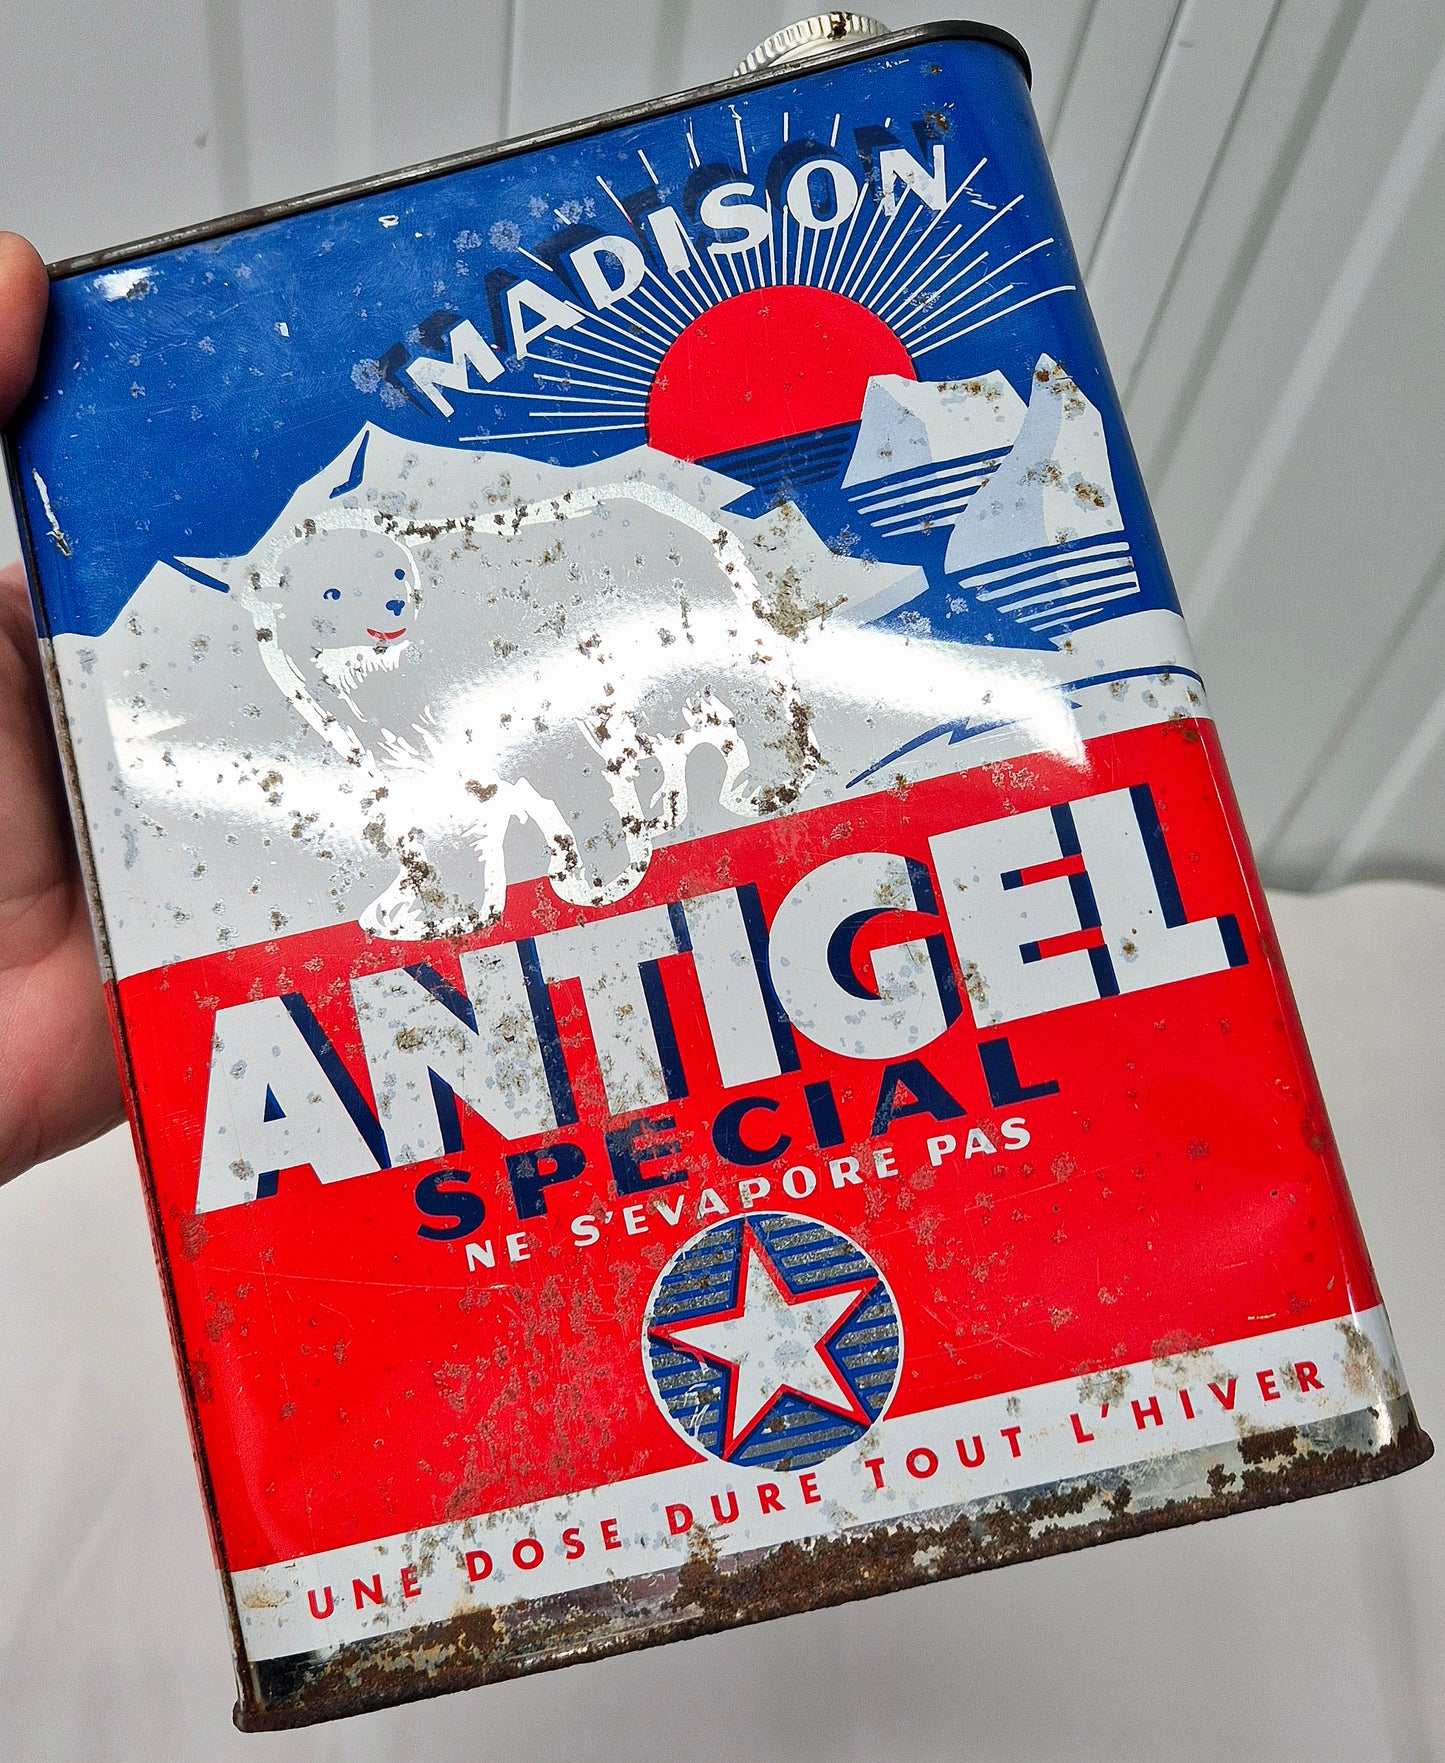 MADISON
ANTIGEL
SPECIAL
NE S'EVAPORE PAS
UNE DOSE DURE TOUT L'HIVER